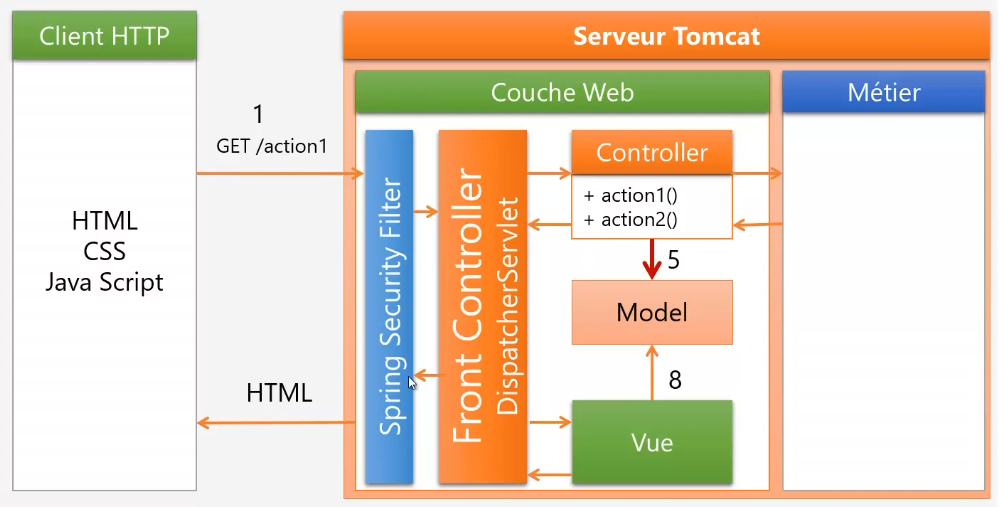 Client HTTP
Serveur Tomcat
Couche Web
Métier
1
GET /action1
HTML
CSS
Java Script
HTML
Spring Security Filter
Front Controller
DispatcherServlet
Controller
+ action1()
+ action2()
5
Model
8
Vue